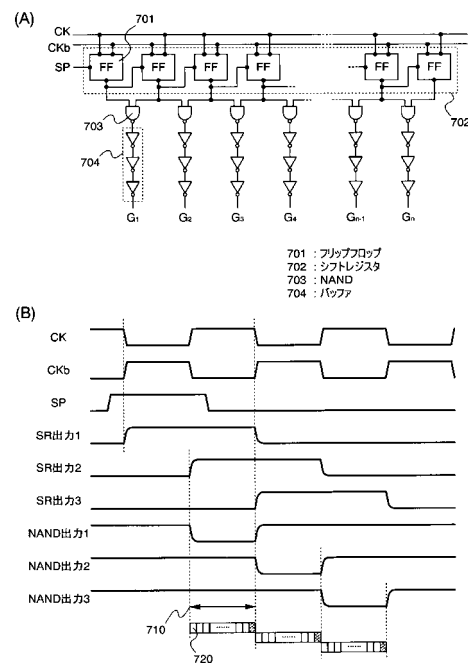 (A)
701
CK
CKb
SP
FF FF FF FF FF FF
703
702
704
G1 G2 G3 G4 Gn-1 Gn
701 : フリップフロップ
702 : シフトレジスタ
703 : NAND
704 : バッファ
(B)
CK
CKb
SP
SR出力1
SR出力2
SR出力3
NAND出力1
NAND出力2
NAND出力3
710
720